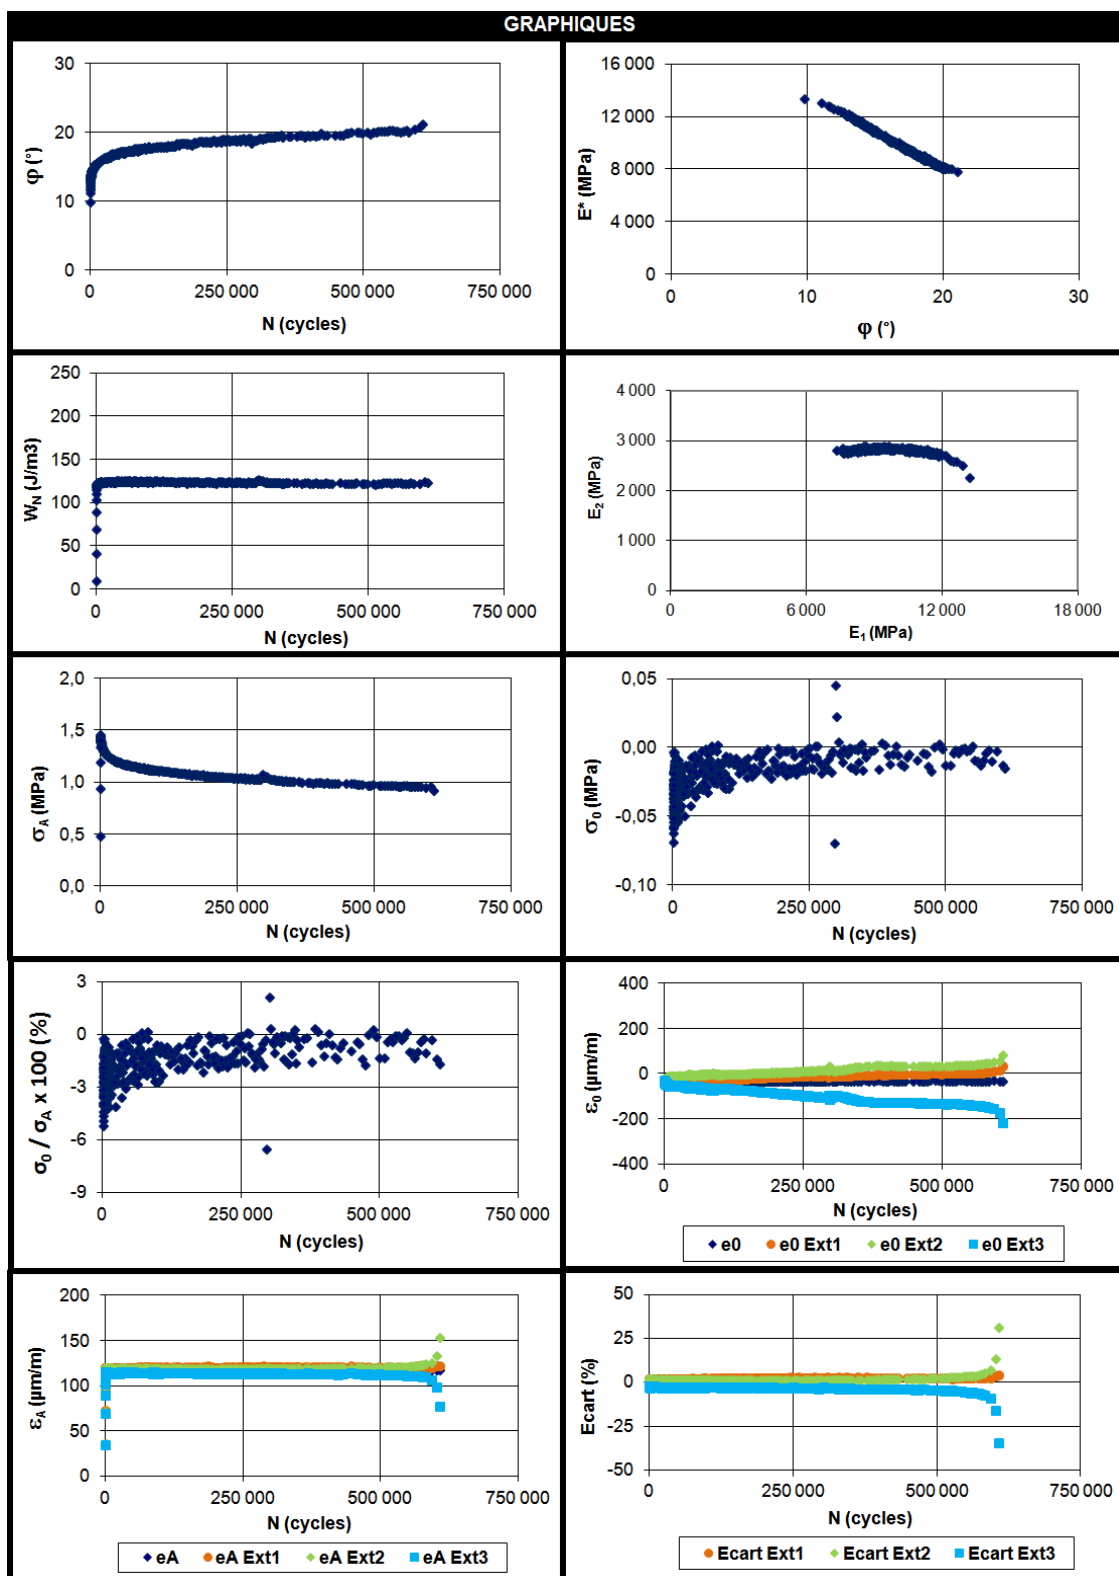 GRAPHIQUES
30
20
10
0
φ (°)
0 250 000 500 000 750 000
N (cycles)
16 000
12 000
8 000
4 000
0
E* (MPa)
0 10 20 30
φ (°)
250
200
150
100
50
0
W_N (J/m3)
0 250 000 500 000 750 000
N (cycles)
4 000
3 000
2 000
1 000
0
E₂ (MPa)
0 6 000 12 000 18 000
E₁ (MPa)
2,0
1,5
1,0
0,5
0,0
σ_A (MPa)
0 250 000 500 000 750 000
N (cycles)
0,05
0,00
-0,05
-0,10
σ₀ (MPa)
0 250 000 500 000 750 000
N (cycles)
3
0
-3
-6
-9
σ₀ / σ_A x 100 (%)
0 250 000 500 000 750 000
N (cycles)
400
200
0
-200
-400
ε₀ (µm/m)
0 250 000 500 000 750 000
N (cycles)
e0 e0 Ext1 e0 Ext2 e0 Ext3
200
150
100
50
0
ε_A (µm/m)
0 250 000 500 000 750 000
N (cycles)
eA eA Ext1 eA Ext2 eA Ext3
50
25
0
-25
-50
Ecart (%)
0 250 000 500 000 750 000
N (cycles)
Ecart Ext1 Ecart Ext2 Ecart Ext3